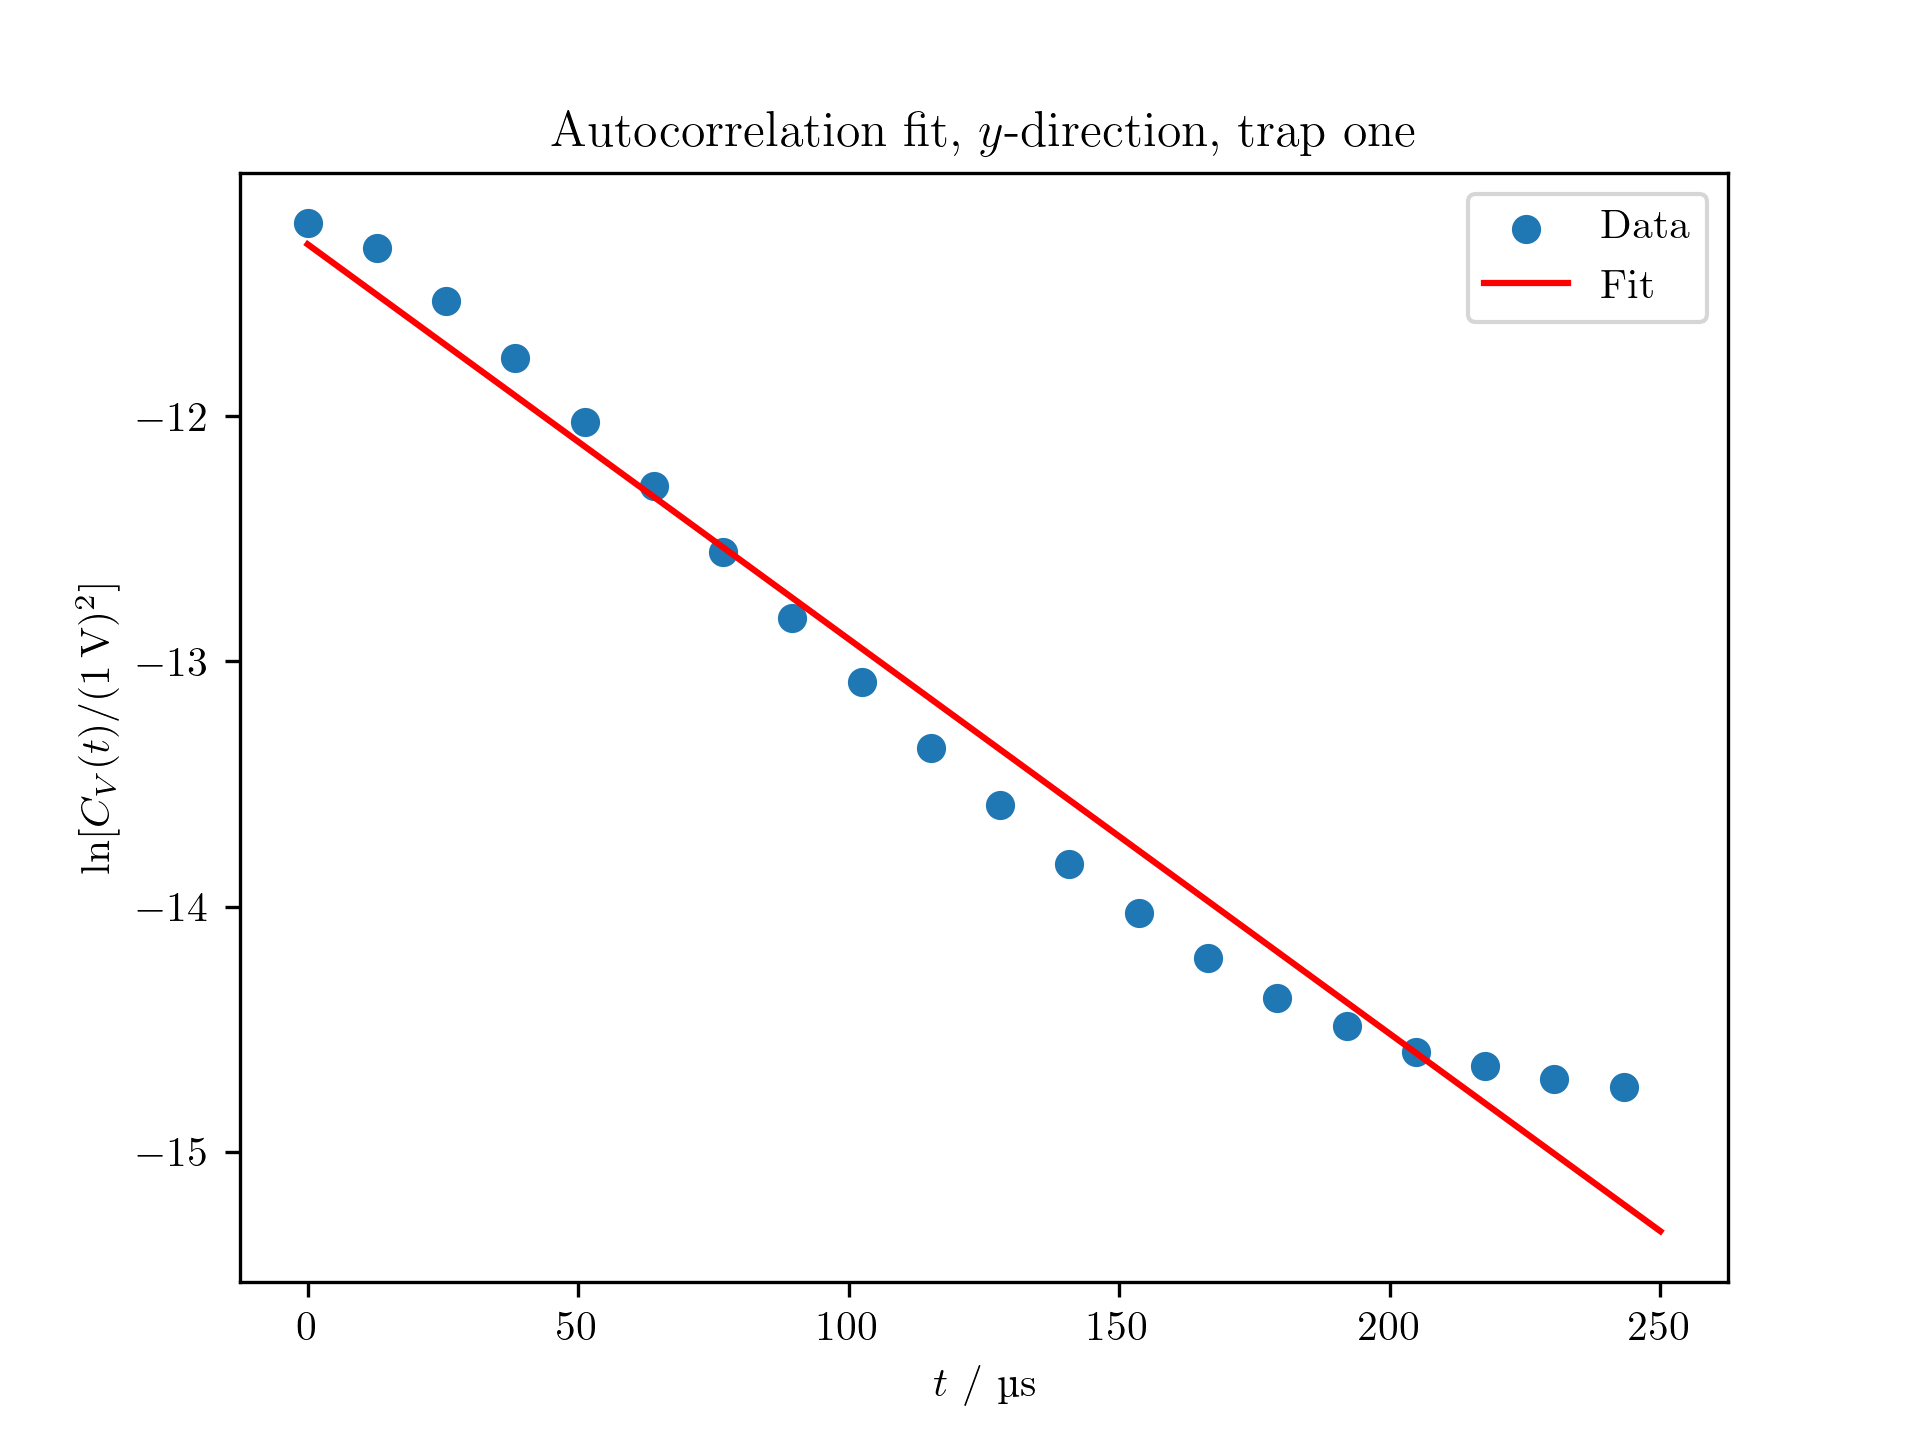 Autocorrelation fit, y-direction, trap one
Data
Fit
ln[C_V(t)/(1 V)²]
−12
−13
−14
−15
0 50 100 150 200 250
t / µs